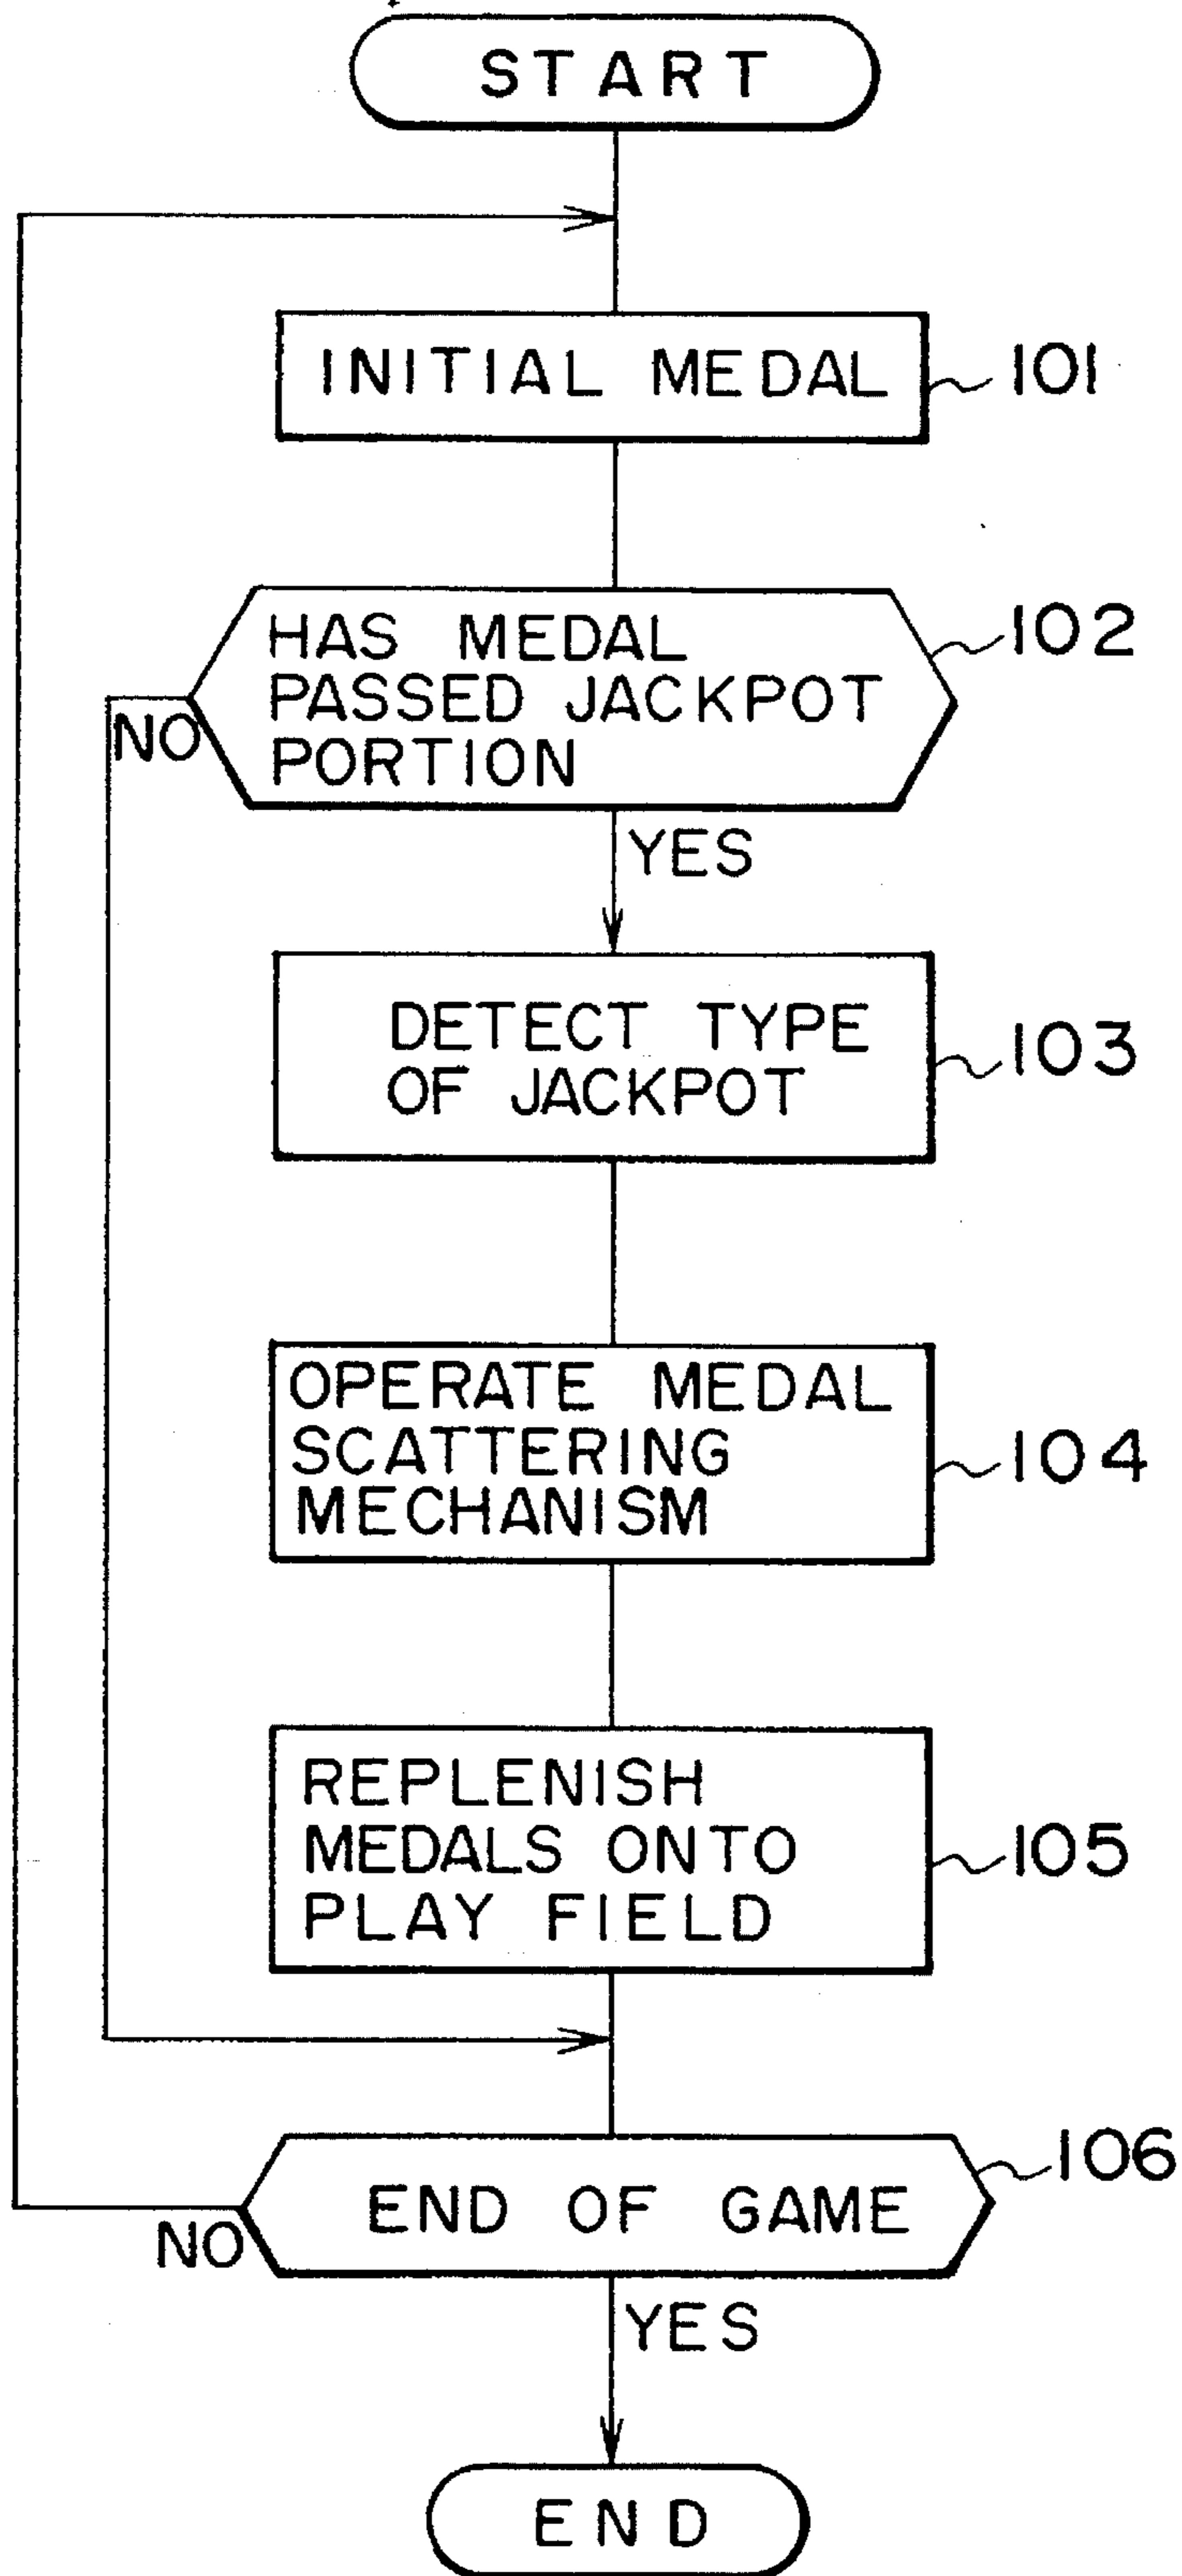 START
INITIAL MEDAL
101
HAS MEDAL
PASSED JACKPOT
PORTION
102
NO
YES
DETECT TYPE
OF JACKPOT
103
OPERATE MEDAL
SCATTERING
MECHANISM
104
REPLENISH
MEDALS ONTO
PLAY FIELD
105
END OF GAME
106
NO
YES
END